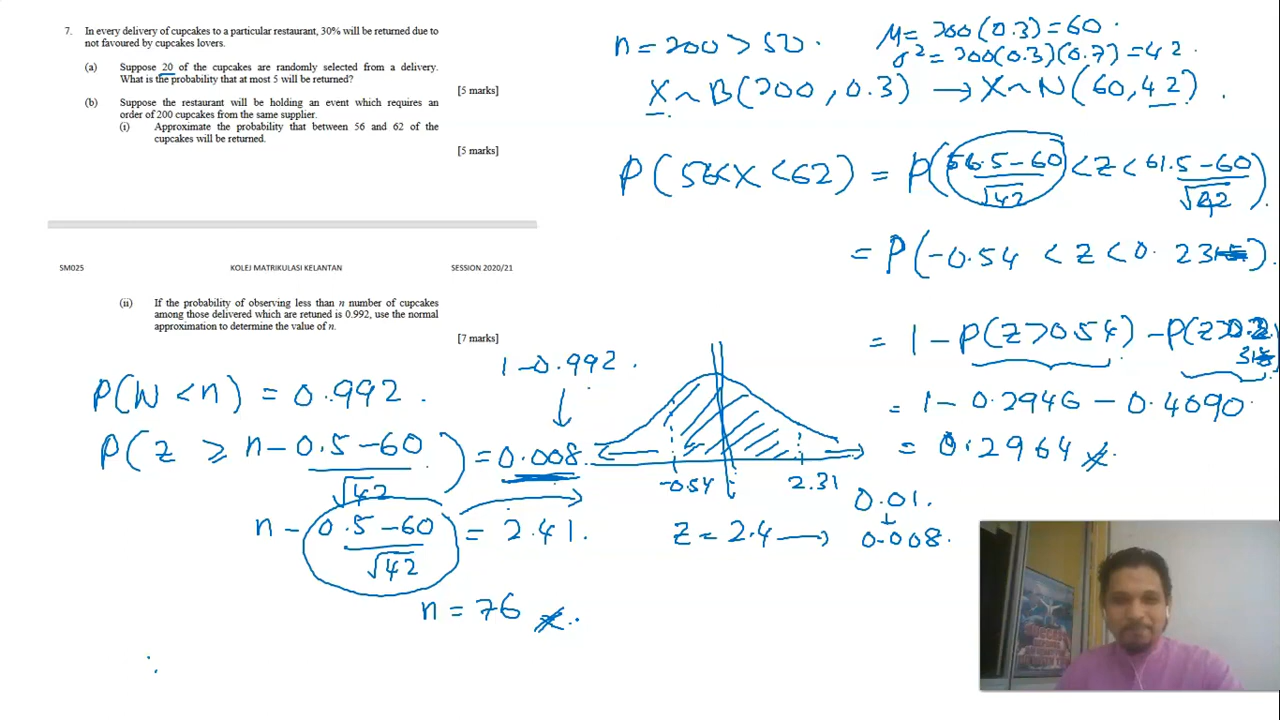 7. In every delivery of cupcakes to a particular restaurant, 30% will be returned due to
not favoured by cupcakes lovers.
(a) Suppose 20 of the cupcakes are randomly selected from a delivery.
What is the probability that at most 5 will be returned?
[5 marks]
(b) Suppose the restaurant will be holding an event which requires an
order of 200 cupcakes from the same supplier.
(i) Approximate the probability that between 56 and 62 of the
cupcakes will be returned.
[5 marks]
SM025 KOLEJ MATRIKULASI KELANTAN SESSION 2020/21
(ii) If the probability of observing less than n number of cupcakes
among those delivered which are retuned is 0.992, use the normal
approximation to determine the value of n.
[7 marks]
P(W < n) = 0.992.
1 - 0.992.
P(Z ≥ n - 0.5 - 60 / √42) = 0.008.
n - 0.5 - 60 / √42 = 2.41.
n = 76
n = 200 > 50.
μ = 200(0.3) = 60.
σ² = 200(0.3)(0.7) = 42.
X ~ B(200, 0.3) → X ~ N(60, 42).
P(56 < X < 62) = P(56.5 - 60 / √42 < Z < 61.5 - 60 / √42).
= P(-0.54 < Z < 0.23).
= 1 - P(Z > 0.54) - P(Z >
= 1 - 0.2946 - 0.4090.
= 0.2964
-0.54 2.31
0.01.
Z = 2.4 → 0.008.